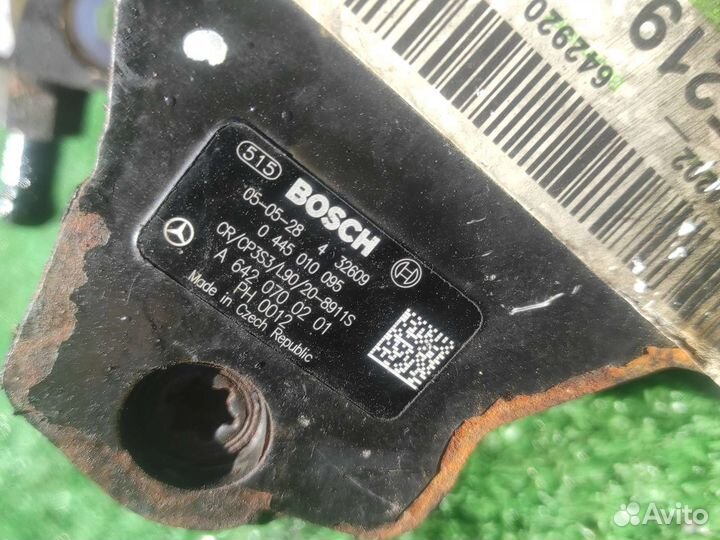 515
BOSCH
05-05-28 4 32609
0 445 010 095
CR/CP3S3/L90/20-8911S
A 642 070 02 01
PH 0012
Made in Czech Republic
642920
219
Avito